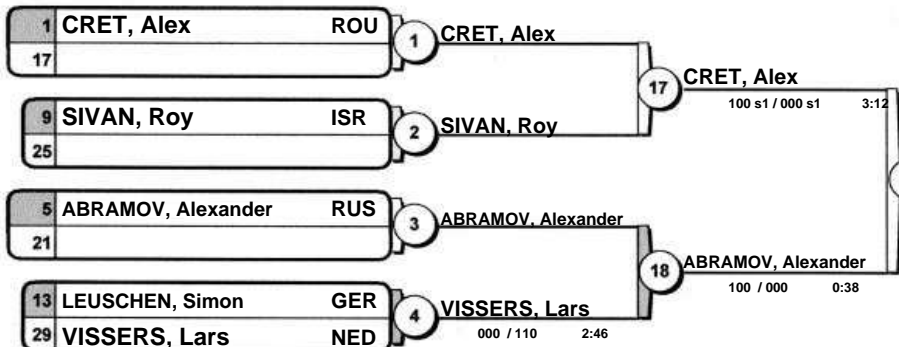 1 CRET, Alex ROU
17
1
CRET, Alex
9 SIVAN, Roy ISR
25
2
SIVAN, Roy
17
CRET, Alex
100 s1 / 000 s1 3:12
5 ABRAMOV, Alexander RUS
21
3
ABRAMOV, Alexander
13 LEUSCHEN, Simon GER
29 VISSERS, Lars NED
4
VISSERS, Lars
000 / 110 2:46
18
ABRAMOV, Alexander
100 / 000 0:38